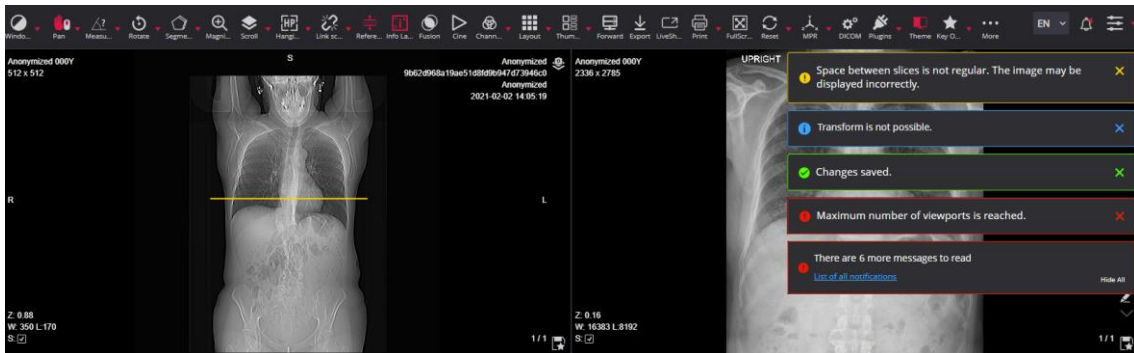 Windo... Pan Measu... Rotate Segme... Magni... Scroll Hangi... Link sc... Refere... Info La... Fusion Cine Chann... Layout Thum... Forward Export LiveSh... Print FullScr... Reset MPR DICOM Plugins Theme Key O... More EN
HP
Anonymized 000Y
512 x 512
S
Anonymized
9b62d968a19ae51d8fd9b947d73946c0
Anonymized
2021-02-02 14:05:19
R
L
Z: 0.88
W: 350 L:170
S:
1 / 1
Anonymized 000Y
2336 x 2785
UPRIGHT
Z: 0.16
W: 16383 L:8192
S:
1 / 1
Space between slices is not regular. The image may be
displayed incorrectly.
Transform is not possible.
Changes saved.
Maximum number of viewports is reached.
There are 6 more messages to read
List of all notifications
Hide All